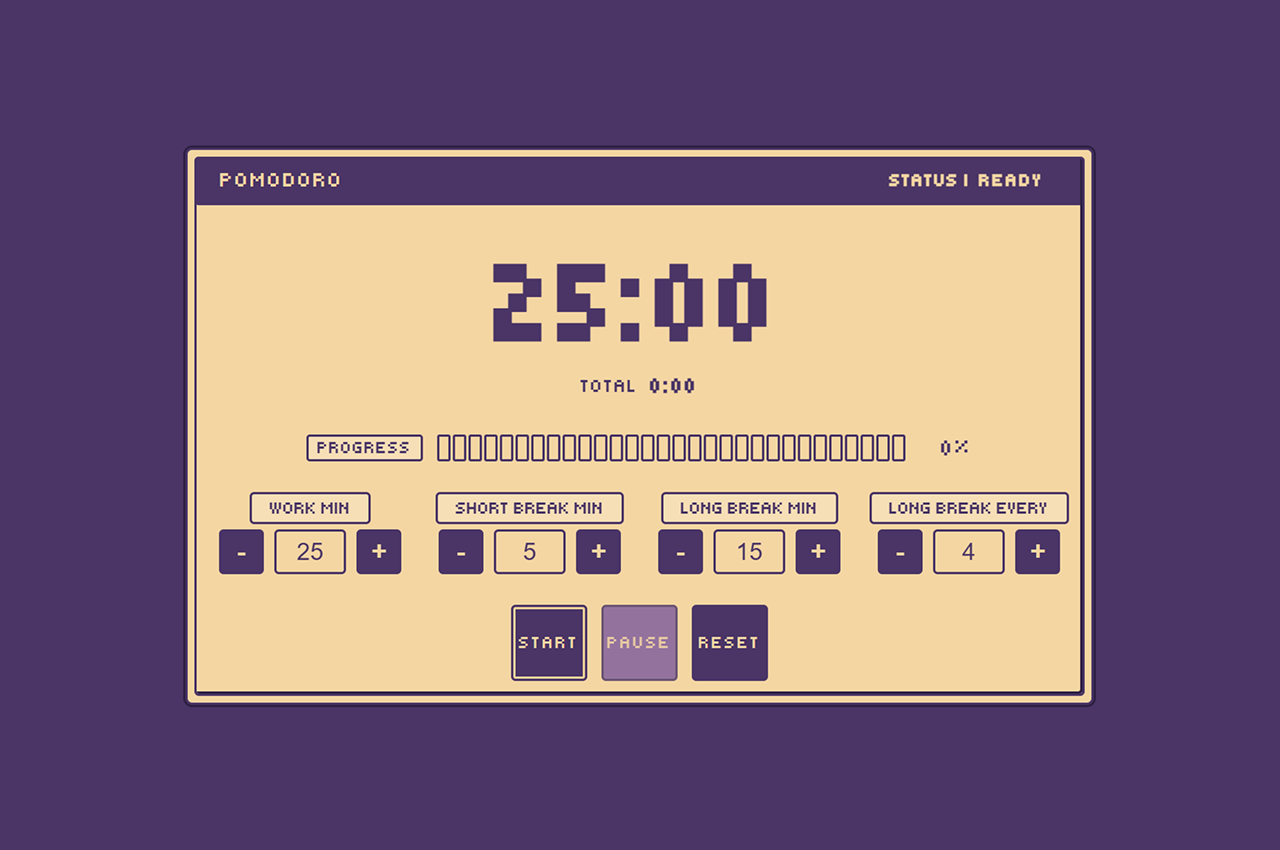 POMODORO
STATUS | READY
25:00
TOTAL 0:00
PROGRESS 0%
WORK MIN SHORT BREAK MIN LONG BREAK MIN LONG BREAK EVERY
- 25 + - 5 + - 15 + - 4 +
START PAUSE RESET